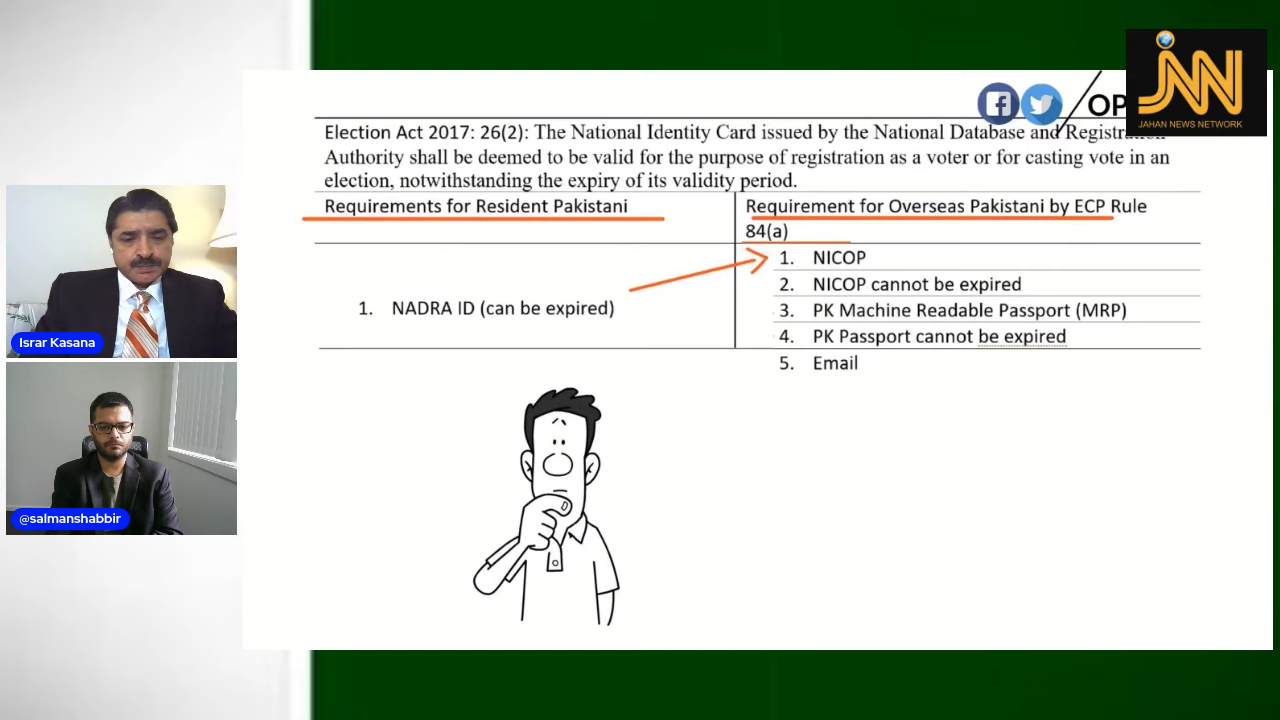 JNN
JAHAN NEWS NETWORK
OP
Election Act 2017: 26(2): The National Identity Card issued by the National Database and Registration
Authority shall be deemed to be valid for the purpose of registration as a voter or for casting vote in an
election, notwithstanding the expiry of its validity period.
Requirements for Resident Pakistani
Requirement for Overseas Pakistani by ECP Rule
84(a)
1. NADRA ID (can be expired)
1. NICOP
2. NICOP cannot be expired
3. PK Machine Readable Passport (MRP)
4. PK Passport cannot be expired
5. Email
Israr Kasana
@salmanshabbir